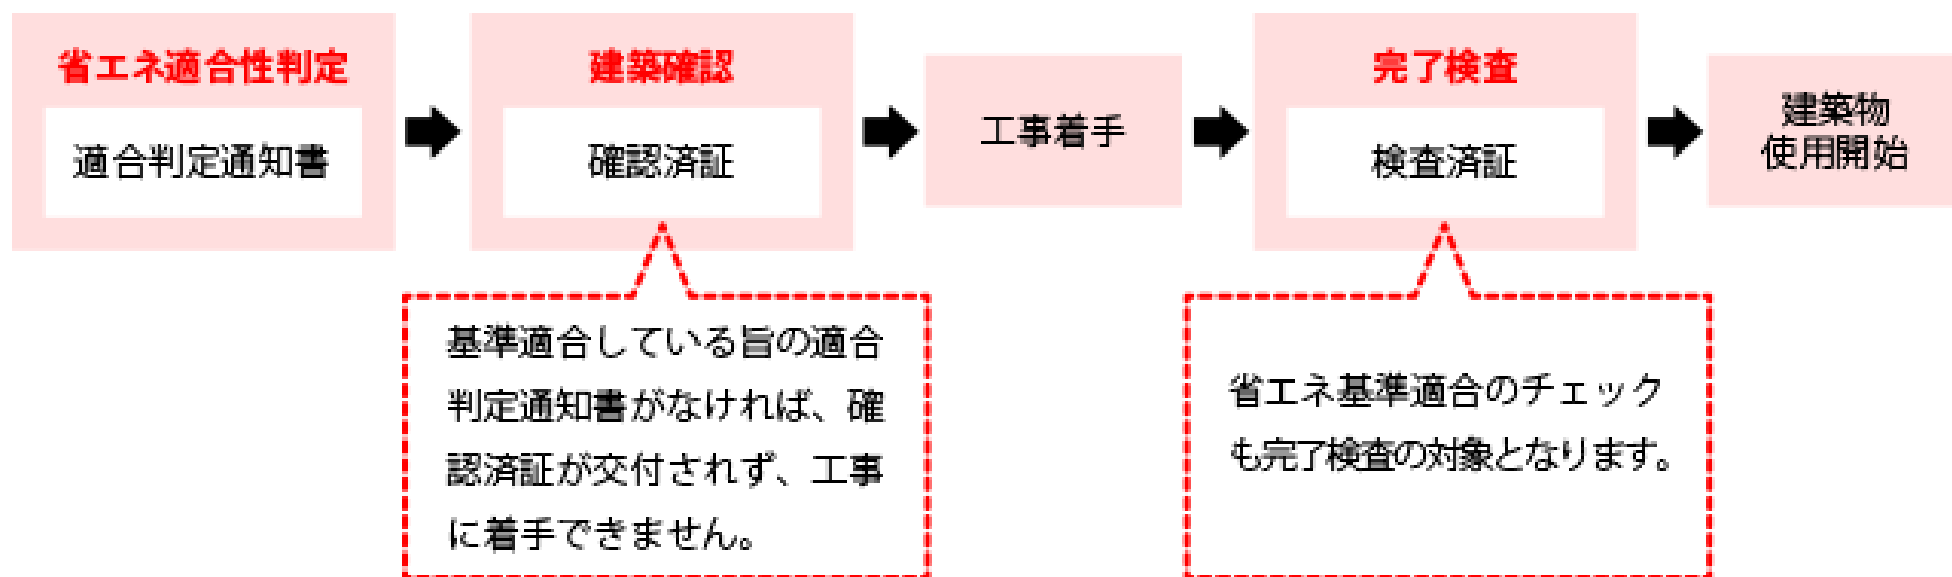 省エネ適合性判定
適合判定通知書
建築確認
確認済証
工事着手
完了検査
検査済証
建築物
使用開始
基準適合している旨の適合
判定通知書がなければ、確
認済証が交付されず、工事
に着手できません。
省エネ基準適合のチェック
も完了検査の対象となります。